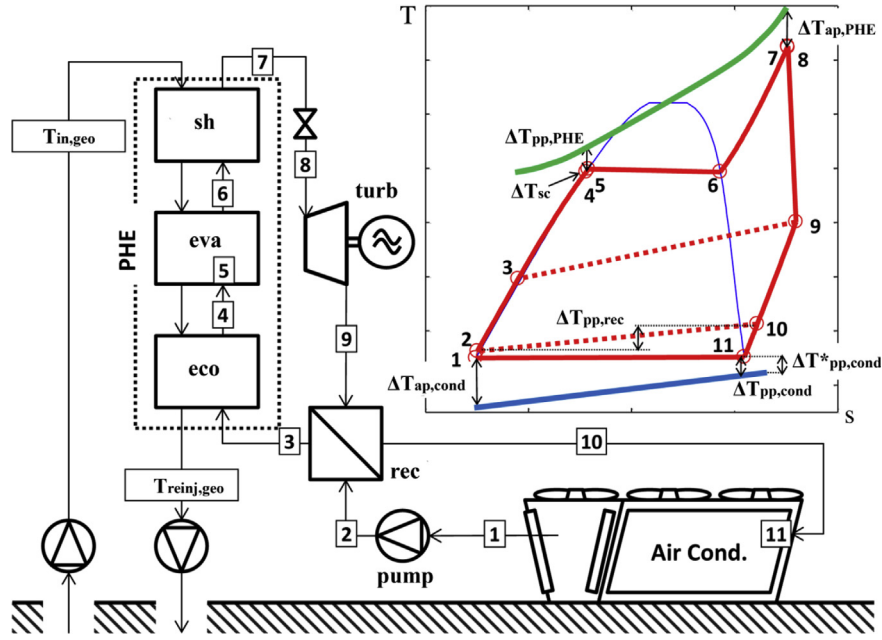 T
ΔTap,PHE
7
8
ΔTpp,PHE
5
4
6
ΔTsc
9
3
ΔTpp,rec
10
2
1
11
ΔT*pp,cond
ΔTap,cond
ΔTpp,cond
s
7
Tin,geo
sh
8
6
turb
PHE
eva
5
4
9
eco
3
10
rec
Treinj,geo
2
1
11
Air Cond.
pump